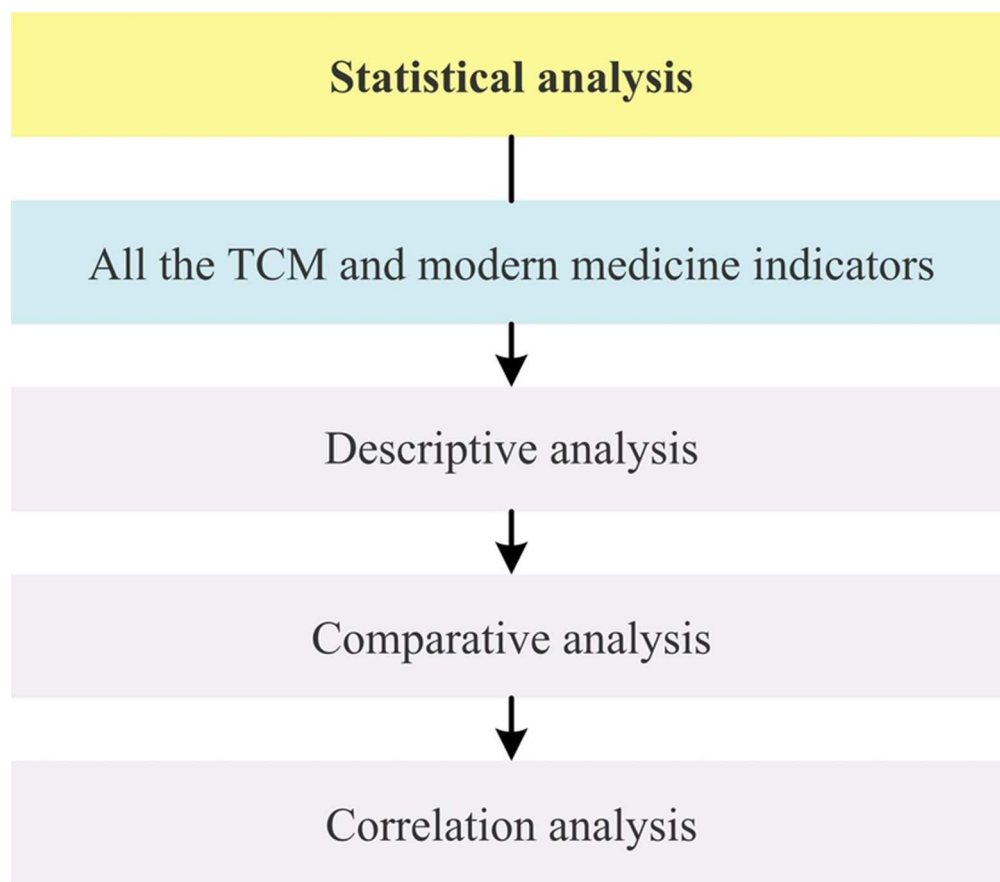 Statistical analysis
All the TCM and modern medicine indicators
Descriptive analysis
Comparative analysis
Correlation analysis